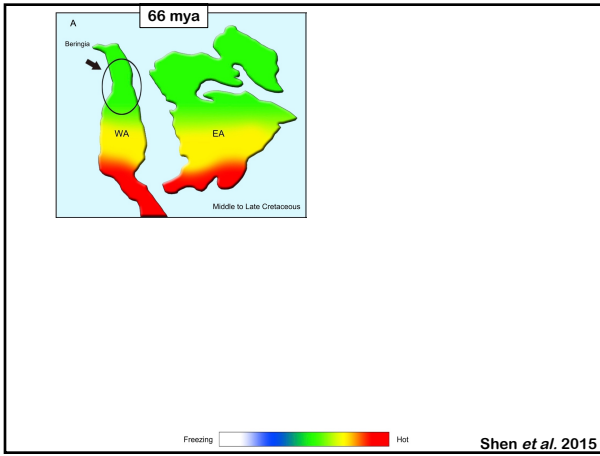 66 mya
A
Beringia
WA
EA
Middle to Late Cretaceous
Freezing
Hot
Shen et al. 2015